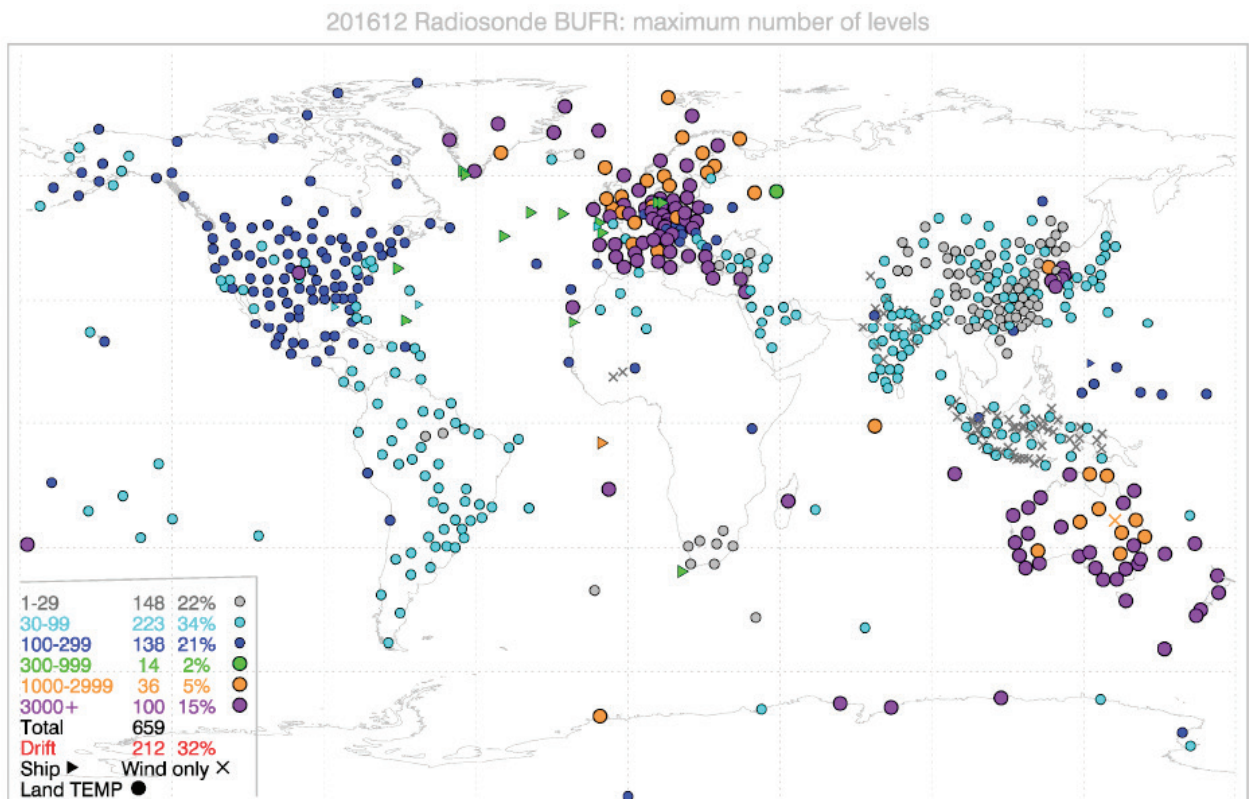 201612 Radiosonde BUFR: maximum number of levels
1-29 148 22%
30-99 223 34%
100-299 138 21%
300-999 14 2%
1000-2999 36 5%
3000+ 100 15%
Total 659
Drift 212 32%
Ship Wind only
Land TEMP